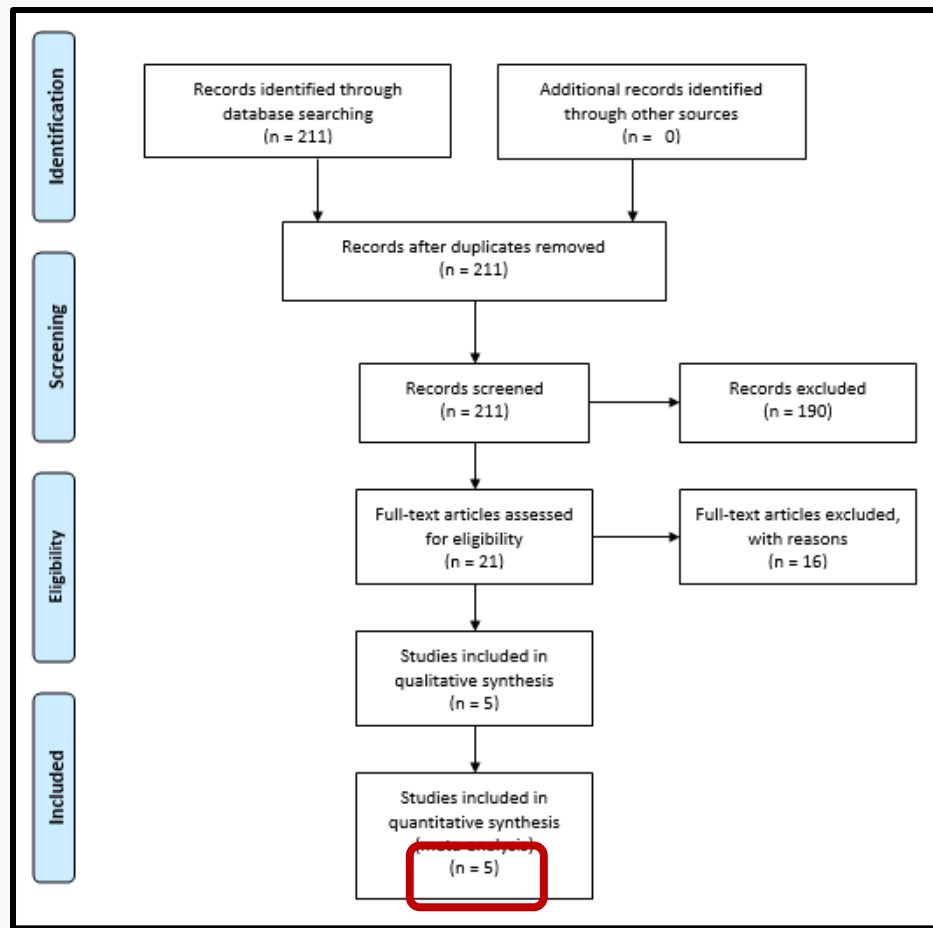 Identification
Records identified through
database searching
(n = 211)
Additional records identified
through other sources
(n = 0)
Screening
Records after duplicates removed
(n = 211)
Records screened
(n = 211)
Records excluded
(n = 190)
Eligibility
Full-text articles assessed
for eligibility
(n = 21)
Full-text articles excluded,
with reasons
(n = 16)
Studies included in
qualitative synthesis
(n = 5)
Included
Studies included in
quantitative synthesis
(meta-analysis)
(n = 5)